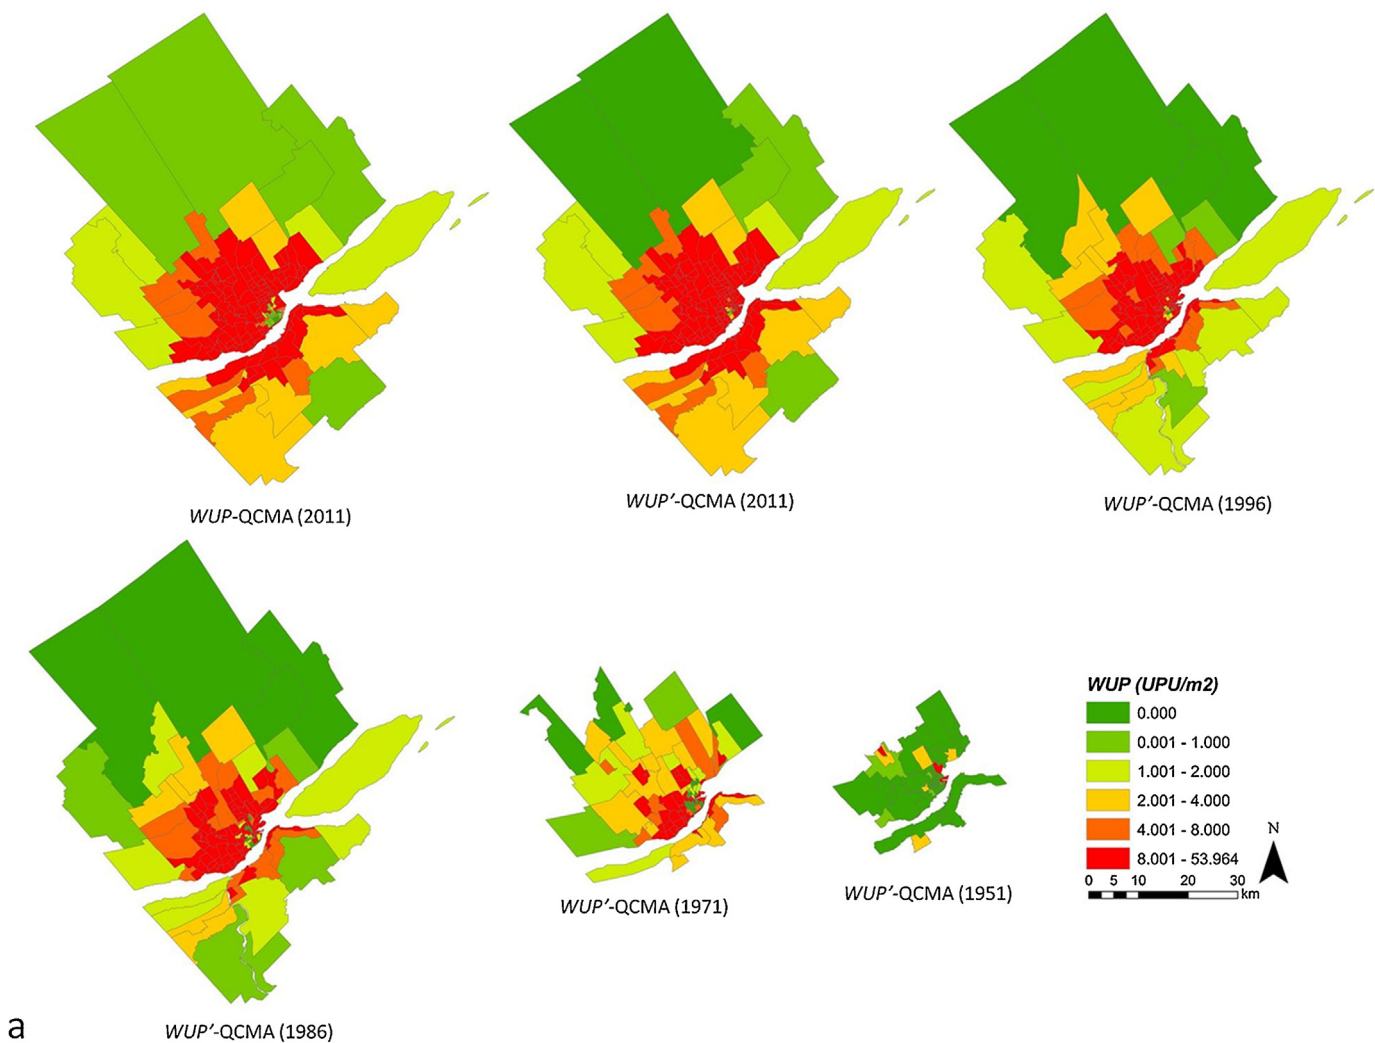 WUP-QCMA (2011)
WUP′-QCMA (2011)
WUP′-QCMA (1996)
WUP (UPU/m2)
0.000
0.001 - 1.000
1.001 - 2.000
2.001 - 4.000
4.001 - 8.000
8.001 - 53.964
N
0 5 10 20 30
km
WUP′-QCMA (1971)
WUP′-QCMA (1951)
a
WUP′-QCMA (1986)